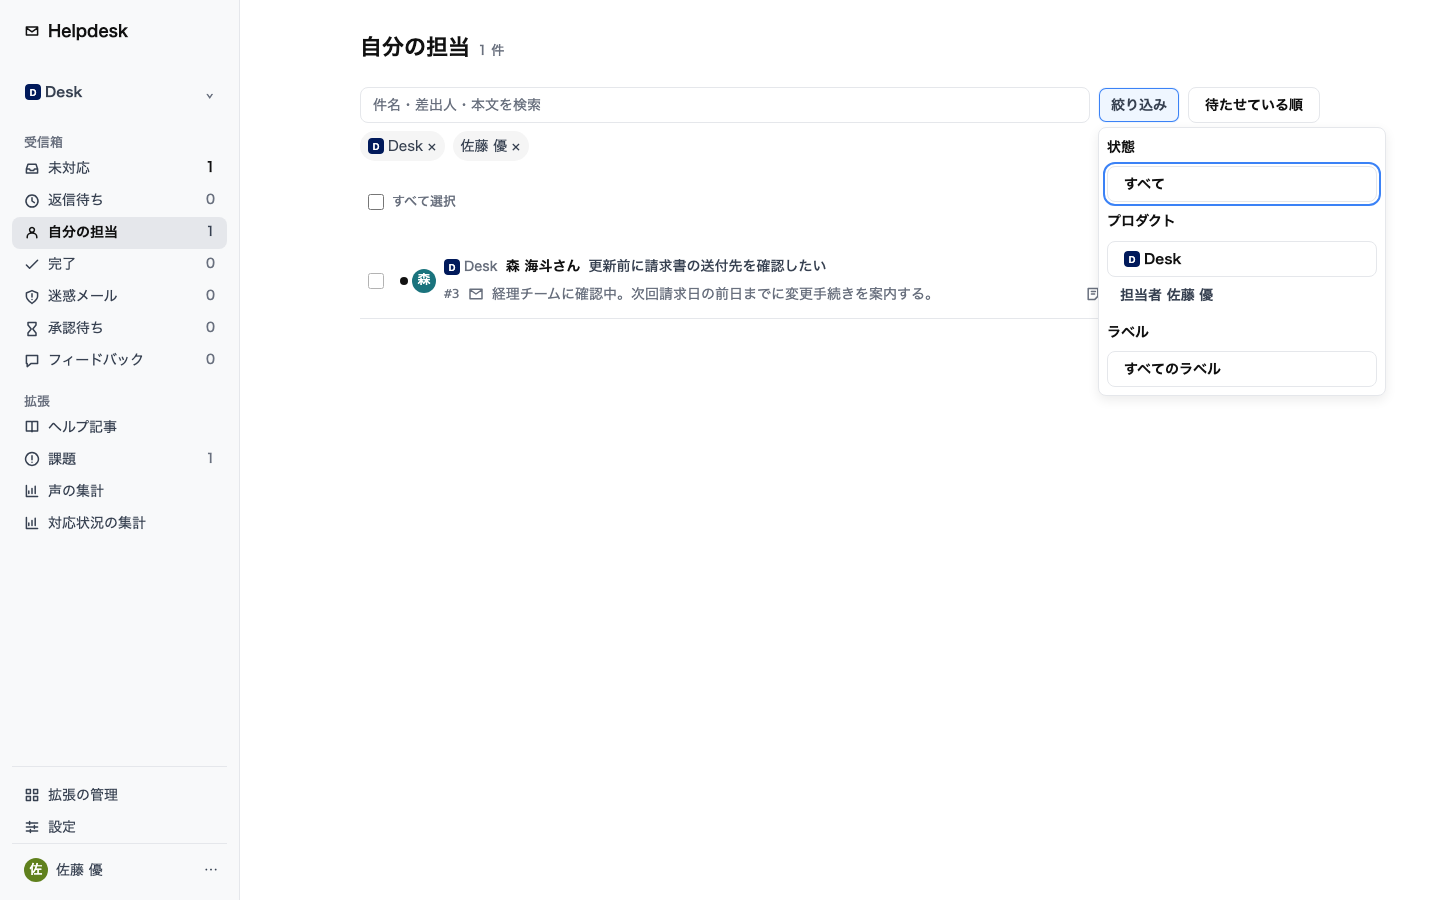 Helpdesk
D Desk
受信箱
未対応 1
返信待ち 0
自分の担当 1
完了 0
迷惑メール 0
承認待ち 0
フィードバック 0
拡張
ヘルプ記事
課題 1
声の集計
対応状況の集計
拡張の管理
設定
佐 佐藤 優 …
自分の担当 1 件
件名・差出人・本文を検索 絞り込み 待たせている順
D Desk × 佐藤 優 ×
すべて選択
森 D Desk 森 海斗さん 更新前に請求書の送付先を確認したい
#3 経理チームに確認中。次回請求日の前日までに変更手続きを案内する。
状態
すべて
プロダクト
D Desk
担当者 佐藤 優
ラベル
すべてのラベル